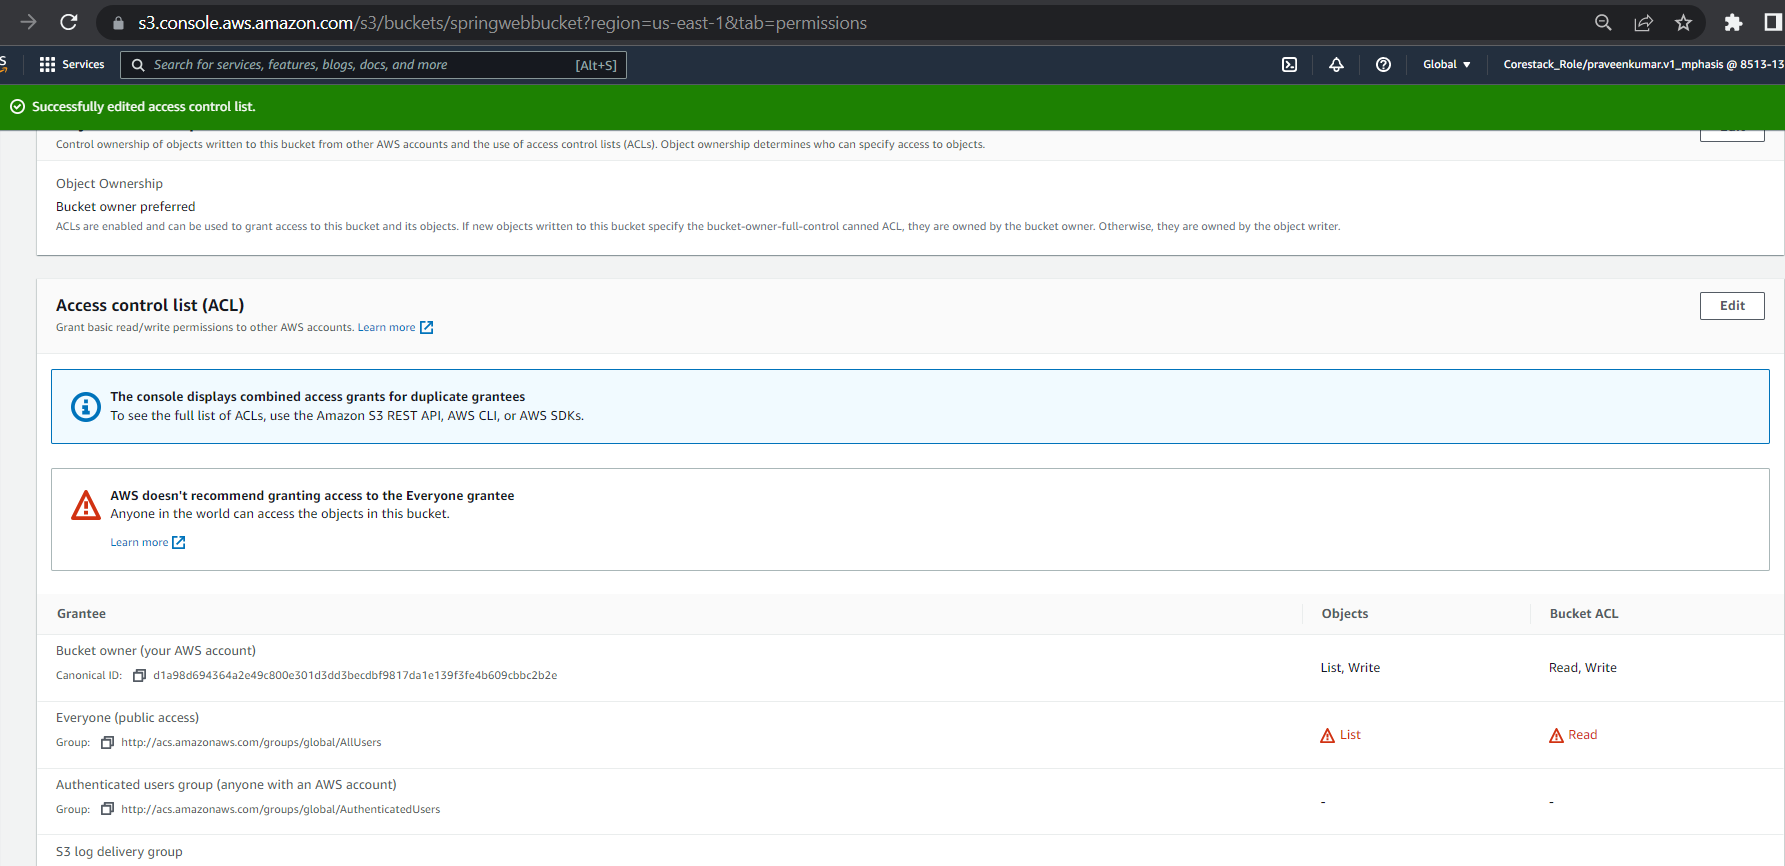 s3.console.aws.amazon.com/s3/buckets/springwebbucket?region=us-east-1&tab=permissions
Services
Search for services, features, blogs, docs, and more
[Alt+S]
Global
Corestack_Role/praveenkumar.v1_mphasis @ 8513-13
Successfully edited access control list.
Control ownership of objects written to this bucket from other AWS accounts and the use of access control lists (ACLs). Object ownership determines who can specify access to objects.
Object Ownership
Bucket owner preferred
ACLs are enabled and can be used to grant access to this bucket and its objects. If new objects written to this bucket specify the bucket-owner-full-control canned ACL, they are owned by the bucket owner. Otherwise, they are owned by the object writer.
Access control list (ACL)
Edit
Grant basic read/write permissions to other AWS accounts. Learn more
The console displays combined access grants for duplicate grantees
To see the full list of ACLs, use the Amazon S3 REST API, AWS CLI, or AWS SDKs.
AWS doesn't recommend granting access to the Everyone grantee
Anyone in the world can access the objects in this bucket.
Learn more
Grantee Objects Bucket ACL
Bucket owner (your AWS account)
Canonical ID: d1a98d694364a2e49c800e301d3dd3becdbf9817da1e139f3fe4b609cbbc2b2e
List, Write Read, Write
Everyone (public access)
Group: http://acs.amazonaws.com/groups/global/AllUsers
List Read
Authenticated users group (anyone with an AWS account)
Group: http://acs.amazonaws.com/groups/global/AuthenticatedUsers
- -
S3 log delivery group